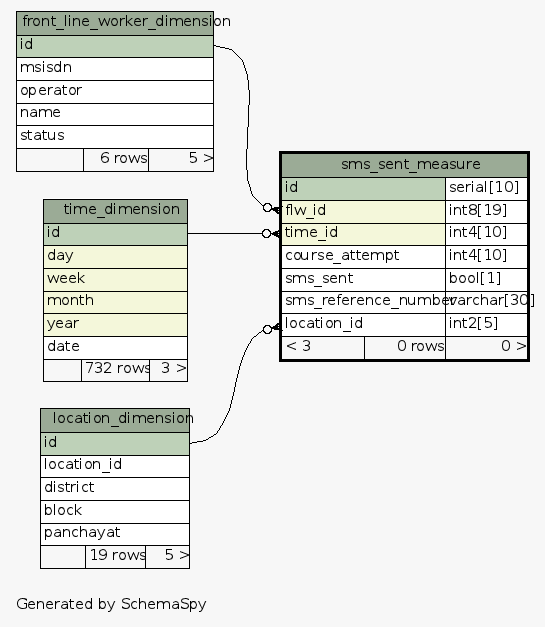 front_line_worker_dimension
id
msisdn
operator
name
status
6 rows 5 >
time_dimension
id
day
week
month
year
date
732 rows 3 >
location_dimension
id
location_id
district
block
panchayat
19 rows 5 >
sms_sent_measure
id serial[10]
flw_id int8[19]
time_id int4[10]
course_attempt int4[10]
sms_sent bool[1]
sms_reference_number varchar[30]
location_id int2[5]
< 3 0 rows 0 >
Generated by SchemaSpy